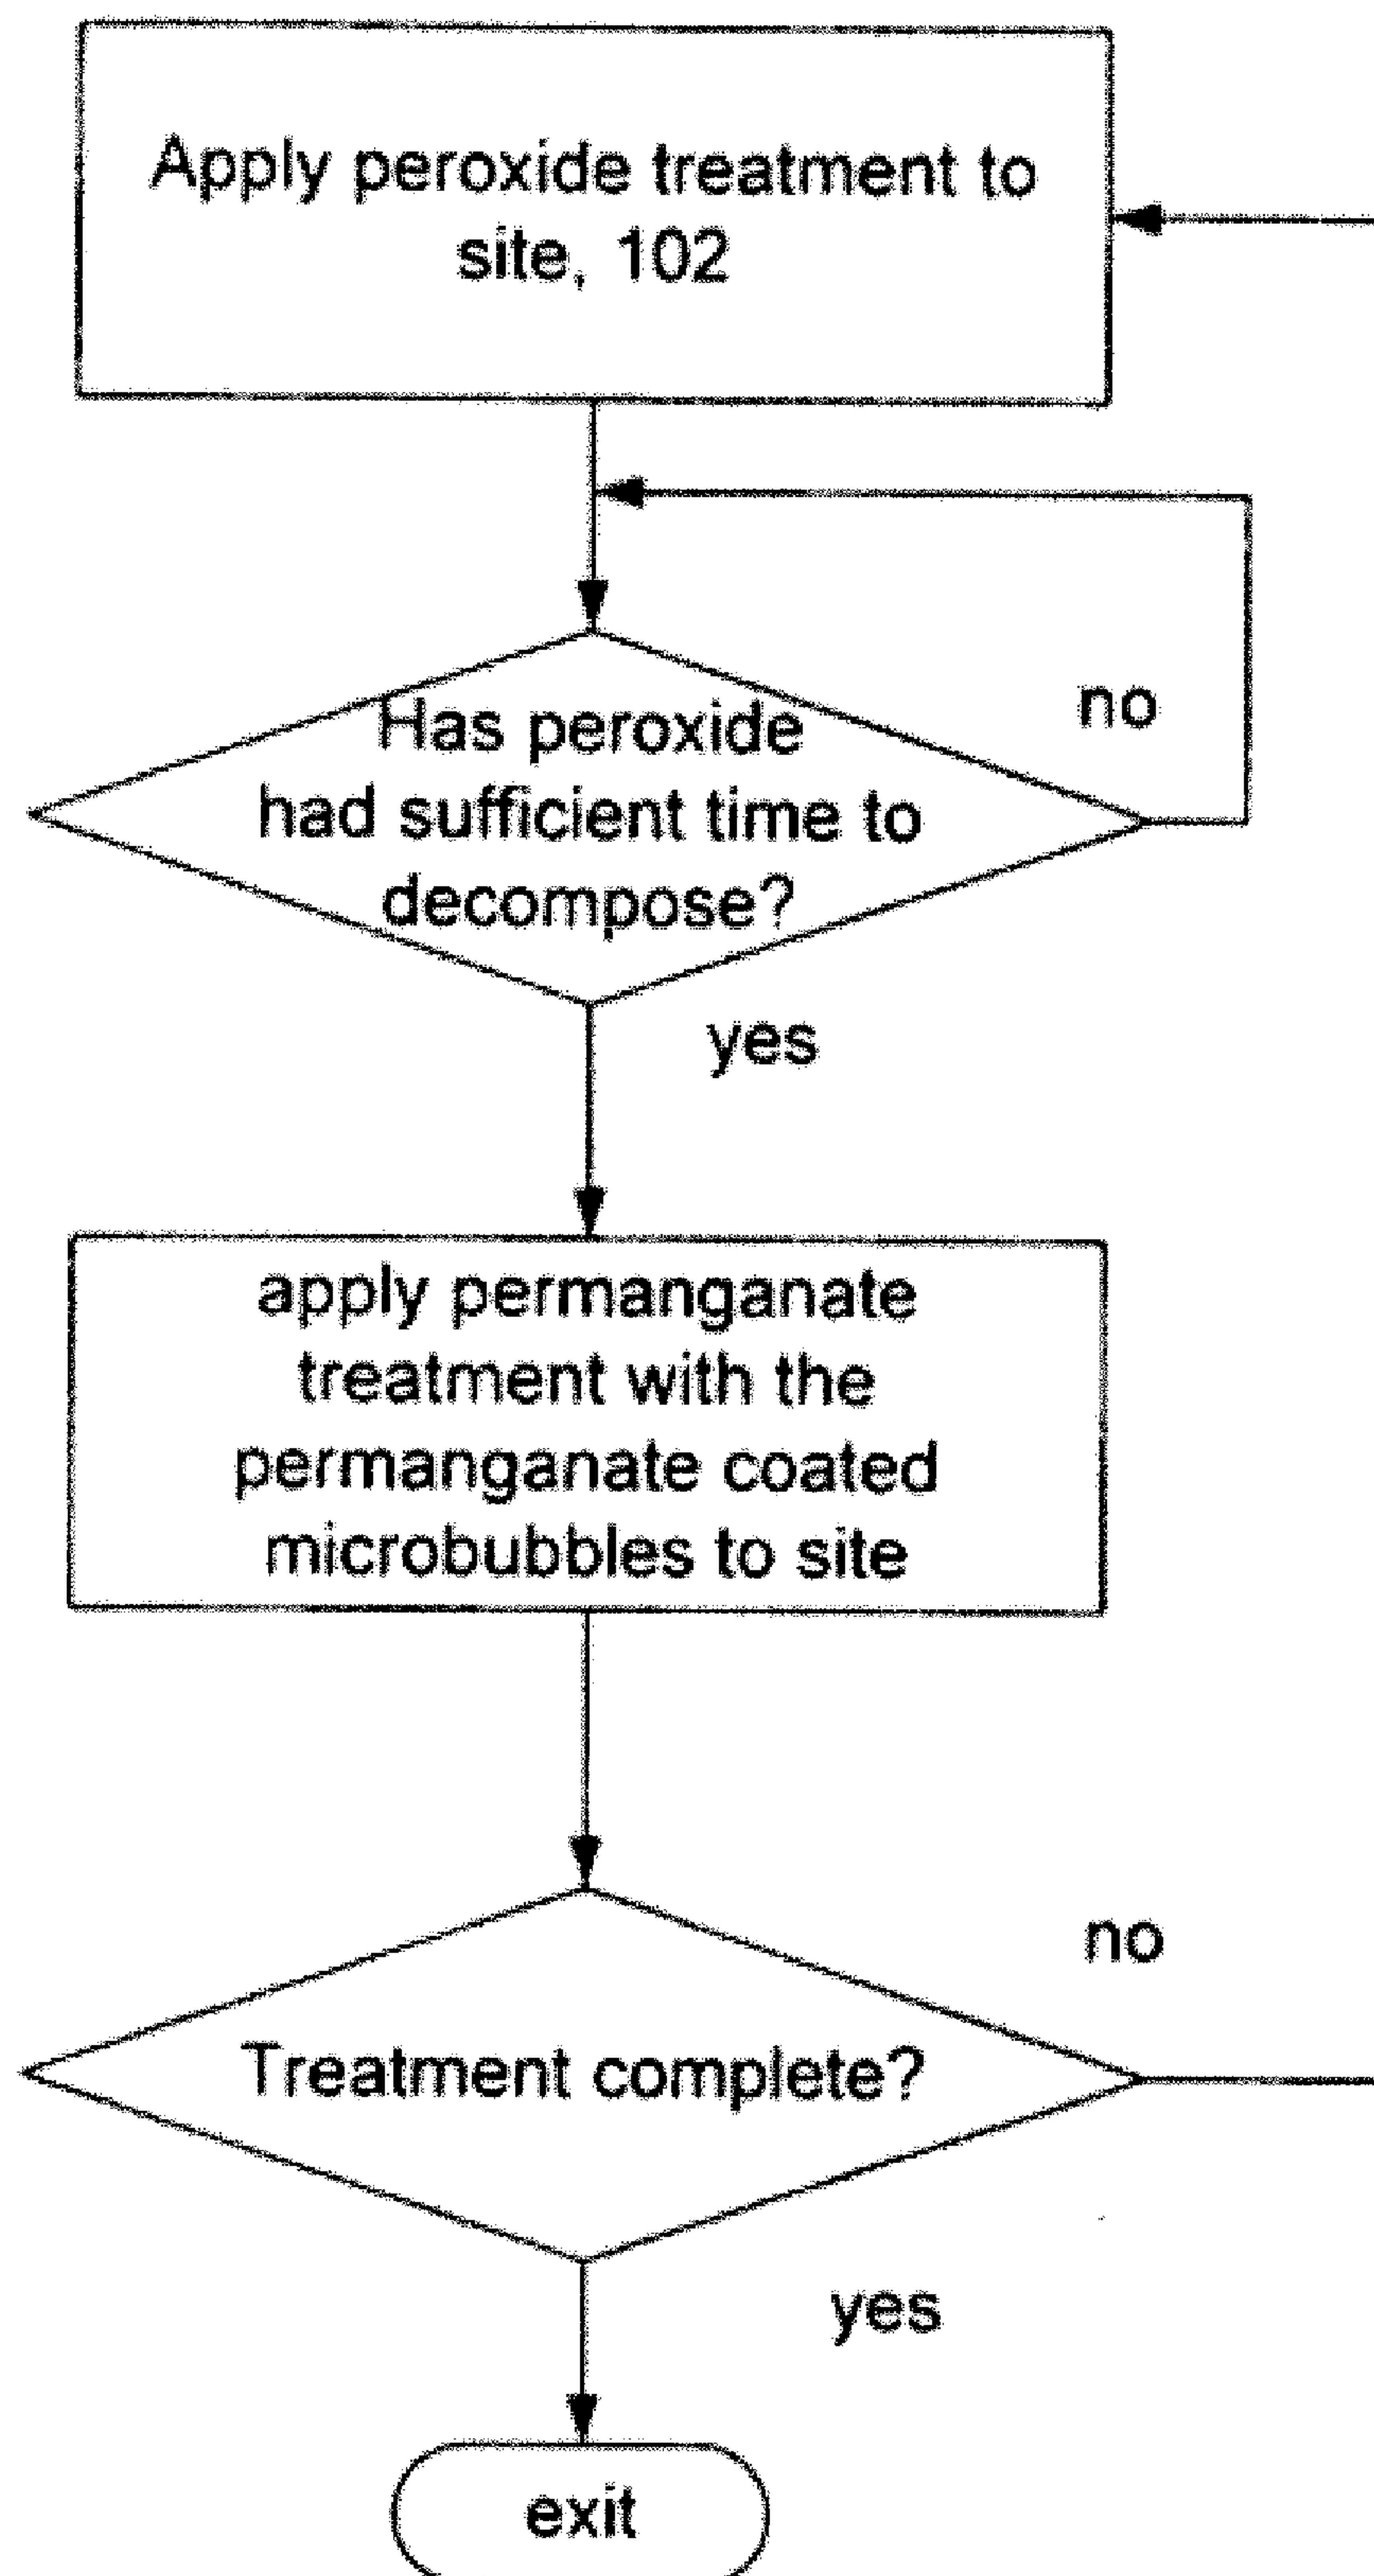 Apply peroxide treatment to
site, 102
Has peroxide
had sufficient time to
decompose?
no
yes
apply permanganate
treatment with the
permanganate coated
microbubbles to site
Treatment complete?
no
yes
exit